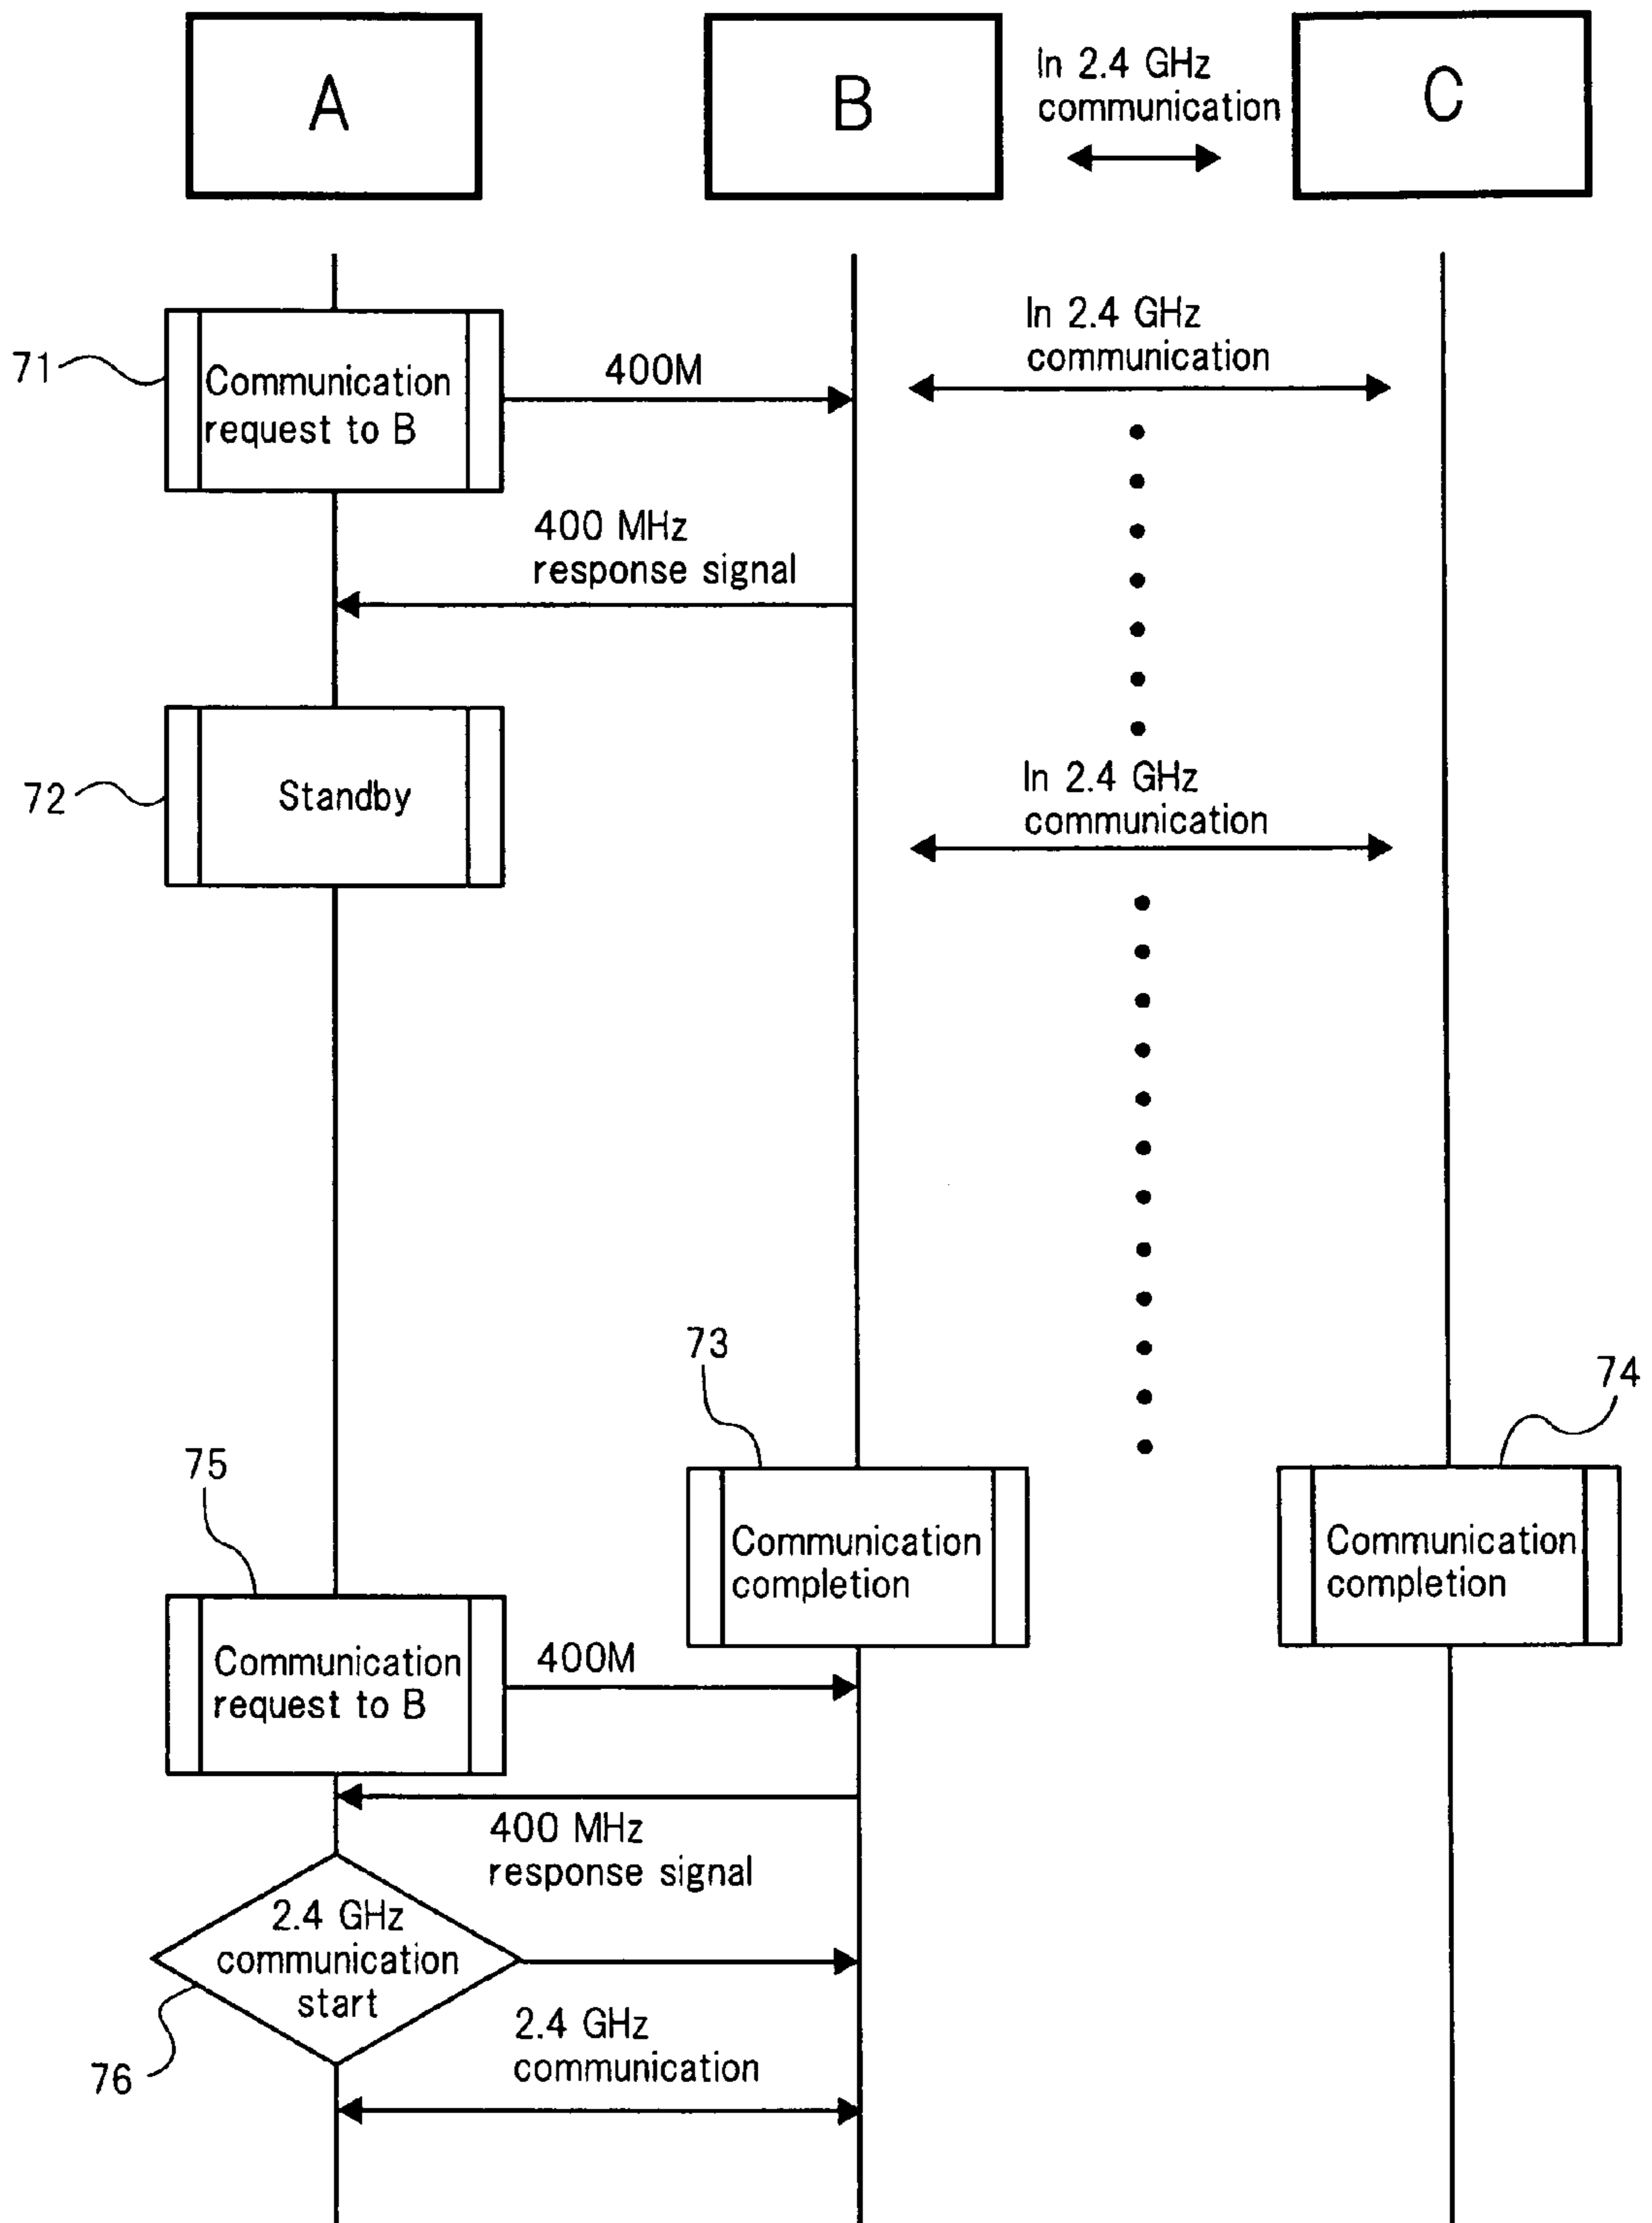 A
B
In 2.4 GHz
communication
C
71
Communication
request to B
400M
In 2.4 GHz
communication
400 MHz
response signal
72
Standby
In 2.4 GHz
communication
73
74
75
Communication
completion
Communication
completion
Communication
request to B
400M
400 MHz
response signal
2.4 GHz
communication
start
76
2.4 GHz
communication